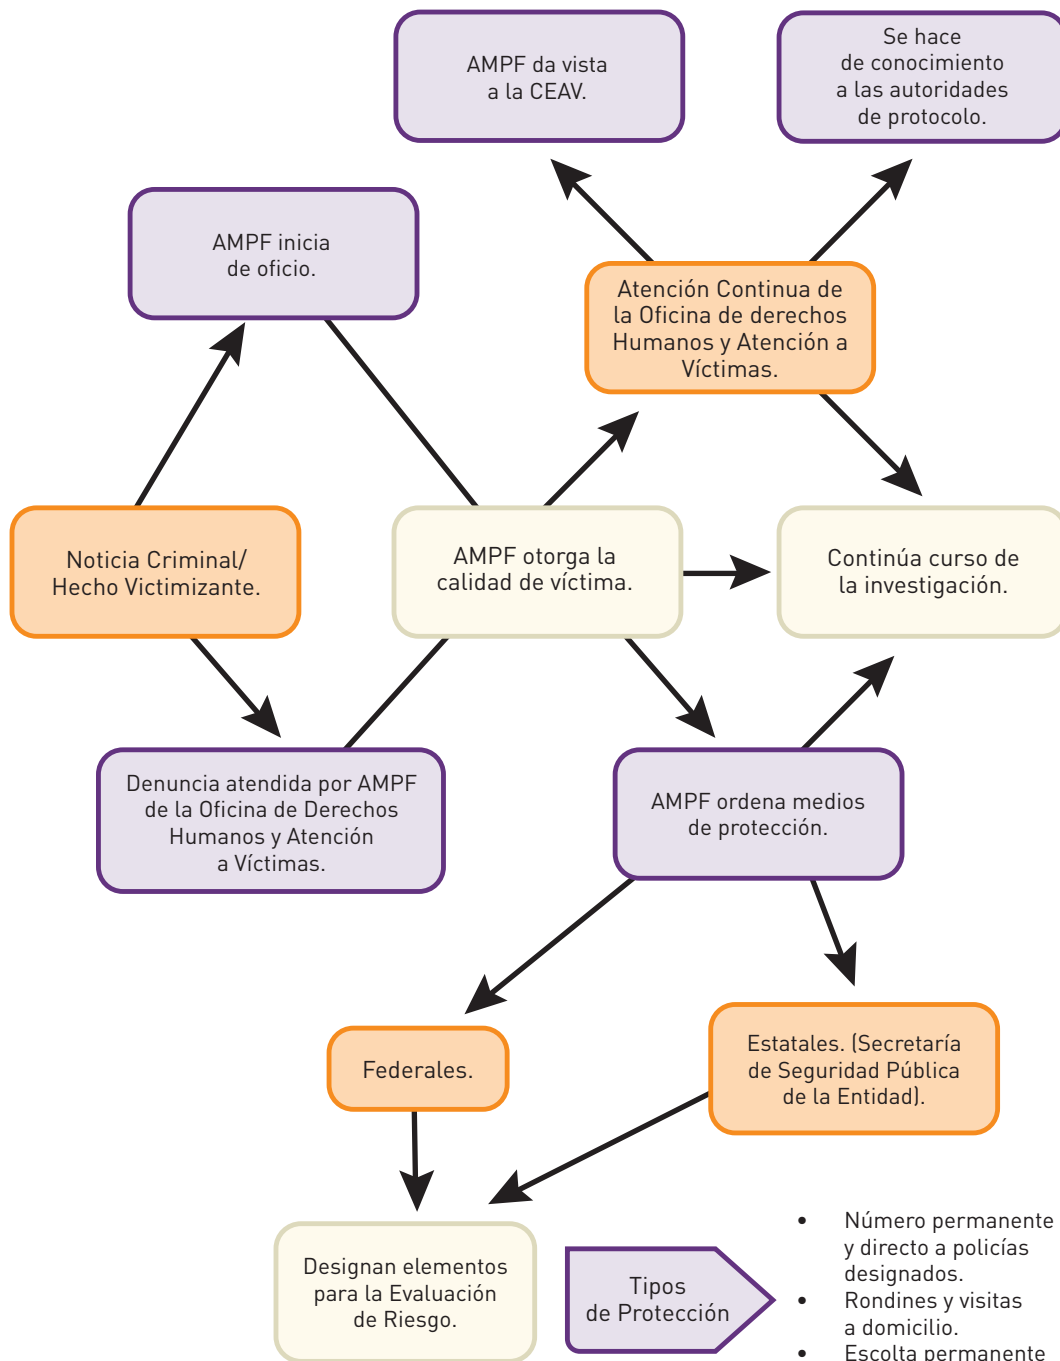 AMPF da vista
a la CEAV.
Se hace
de conocimiento
a las autoridades
de protocolo.
AMPF inicia
de oficio.
Atención Continua de
la Oficina de derechos
Humanos y Atención a
Víctimas.
Noticia Criminal/
Hecho Victimizante.
AMPF otorga la
calidad de víctima.
Continúa curso de
la investigación.
Denuncia atendida por AMPF
de la Oficina de Derechos
Humanos y Atención
a Víctimas.
AMPF ordena medios
de protección.
Federales.
Estatales. (Secretaría
de Seguridad Pública
de la Entidad).
Designan elementos
para la Evaluación
de Riesgo.
Tipos
de Protección
• Número permanente
y directo a policías
designados.
• Rondines y visitas
a domicilio.
• Escolta permanente